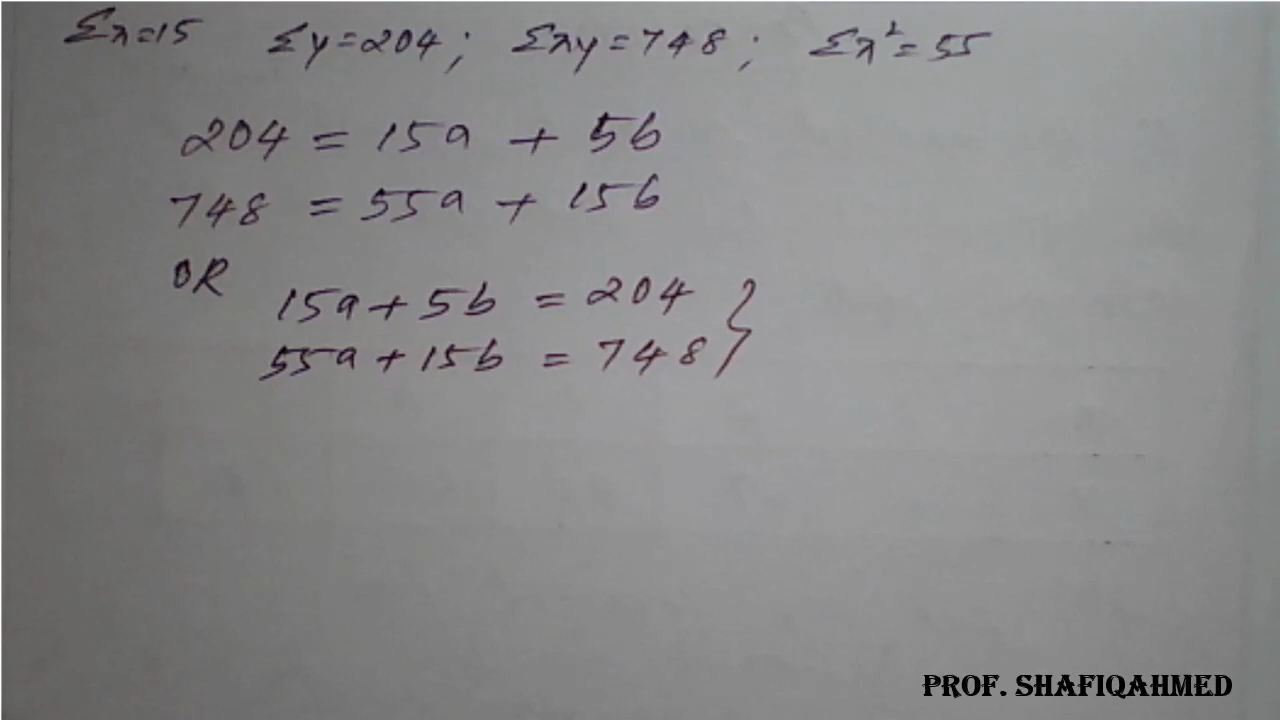 Σx=15 Σy=204; Σxy=748; Σx²=55
204 = 15a + 5b
748 = 55a + 15b
OR
15a + 5b = 204 }
55a + 15b = 748
PROF. SHAFIQAHMED